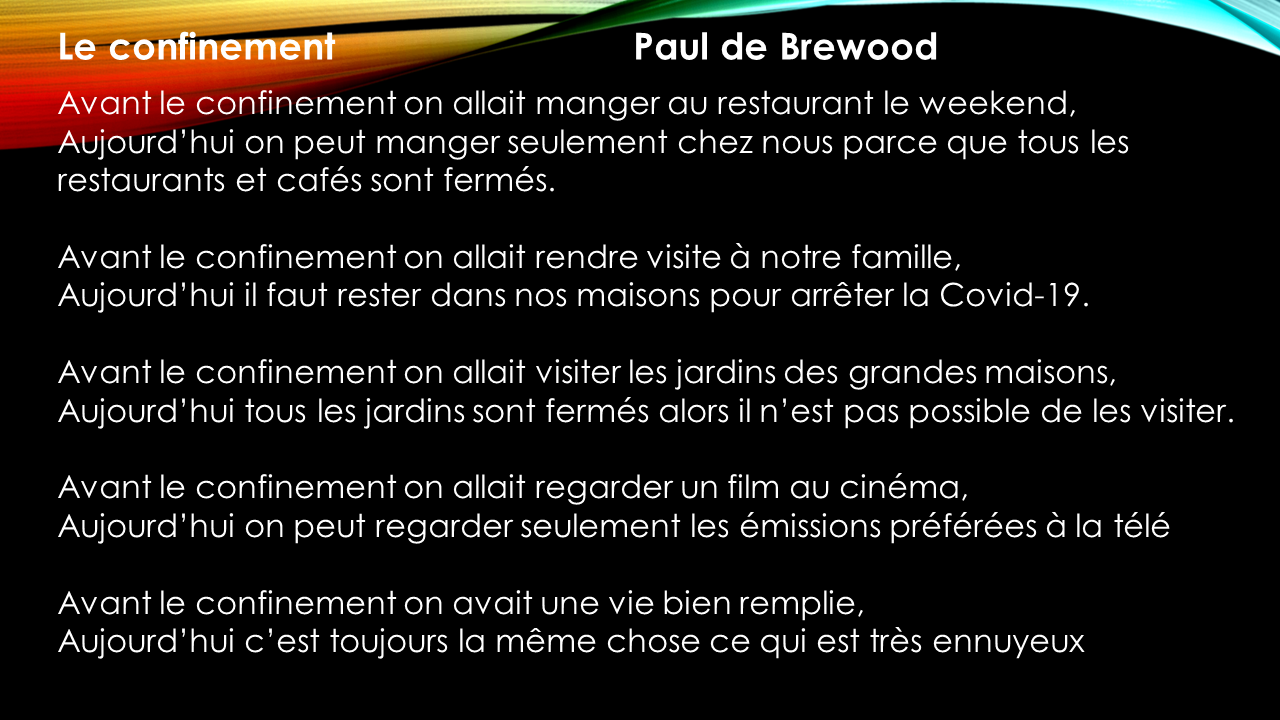 Le confinement Paul de Brewood
Avant le confinement on allait manger au restaurant le weekend,
Aujourd’hui on peut manger seulement chez nous parce que tous les
restaurants et cafés sont fermés.
Avant le confinement on allait rendre visite à notre famille,
Aujourd’hui il faut rester dans nos maisons pour arrêter la Covid-19.
Avant le confinement on allait visiter les jardins des grandes maisons,
Aujourd’hui tous les jardins sont fermés alors il n’est pas possible de les visiter.
Avant le confinement on allait regarder un film au cinéma,
Aujourd’hui on peut regarder seulement les émissions préférées à la télé
Avant le confinement on avait une vie bien remplie,
Aujourd’hui c’est toujours la même chose ce qui est très ennuyeux